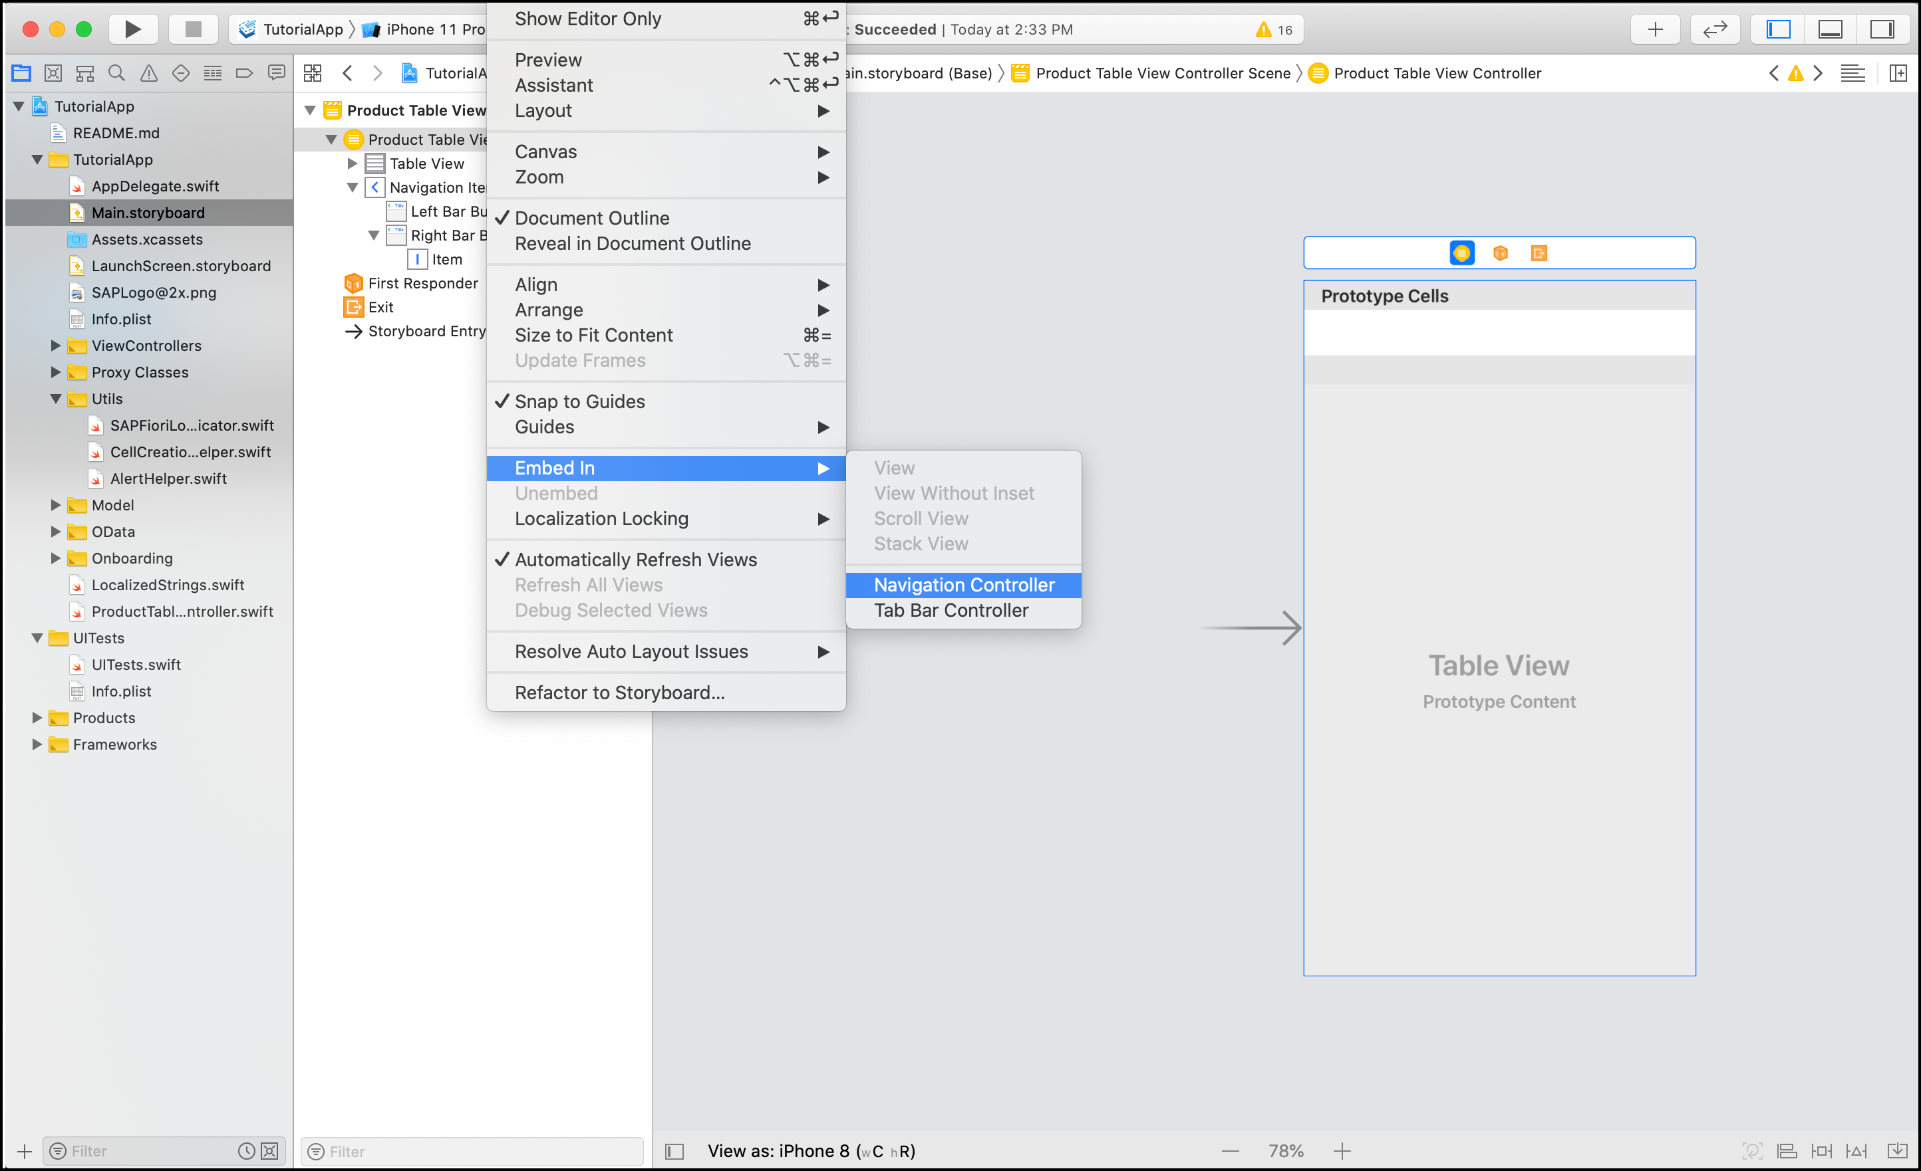 TutorialApp
iPhone 11 Pro
: Succeeded | Today at 2:33 PM
16
TutorialA
ain.storyboard (Base)
Product Table View Controller Scene
Product Table View Controller
TutorialApp
README.md
TutorialApp
AppDelegate.swift
Main.storyboard
Assets.xcassets
LaunchScreen.storyboard
SAPLogo@2x.png
Info.plist
ViewControllers
Proxy Classes
Utils
SAPFioriLo...icator.swift
CellCreatio...elper.swift
AlertHelper.swift
Model
OData
Onboarding
LocalizedStrings.swift
ProductTabl...ntroller.swift
UITests
UITests.swift
Info.plist
Products
Frameworks
Filter
Product Table View
Product Table Vie
Table View
Navigation Ite
Left Bar Bu
Right Bar B
Item
First Responder
Exit
Storyboard Entry
Filter
Show Editor Only ⌘↩
Preview ⌥⌘↩
Assistant ^⌥⌘↩
Layout
Canvas
Zoom
✓ Document Outline
Reveal in Document Outline
Align
Arrange
Size to Fit Content ⌘=
Update Frames ⌥⌘=
✓ Snap to Guides
Guides
Embed In
Unembed
Localization Locking
✓ Automatically Refresh Views
Refresh All Views
Debug Selected Views
Resolve Auto Layout Issues
Refactor to Storyboard...
View
View Without Inset
Scroll View
Stack View
Navigation Controller
Tab Bar Controller
Prototype Cells
Table View
Prototype Content
View as: iPhone 8 (wC hR)
78%